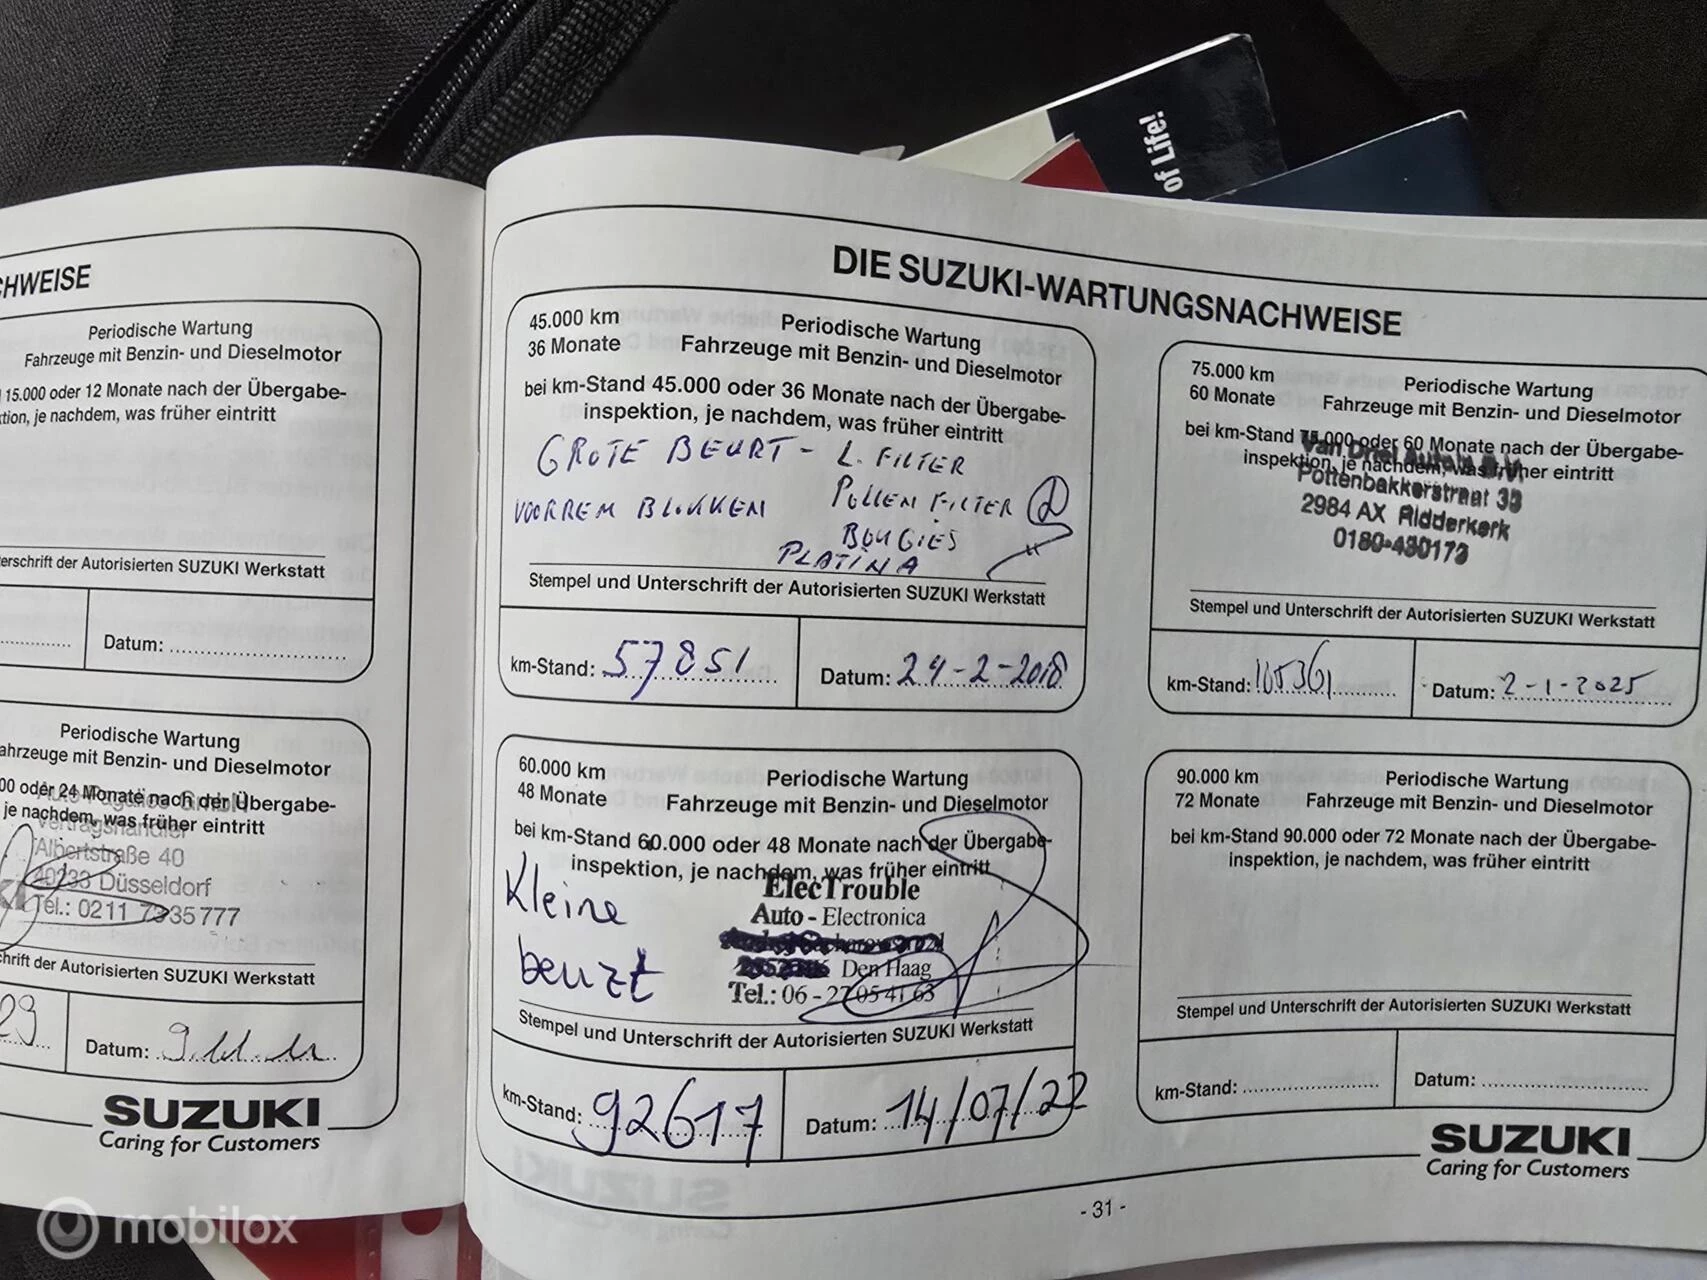 of Life!
CHWEISE
Periodische Wartung
Fahrzeuge mit Benzin- und Dieselmotor
15.000 oder 12 Monate nach der Übergabe-
tion, je nachdem, was früher eintritt
erschrift der Autorisierten SUZUKI Werkstatt
Datum:
Periodische Wartung
ahrzeuge mit Benzin- und Dieselmotor
00 oder 24 Monate nach der Übergabe-
je nachdem, was früher eintritt
Vertragshändler
Albertstraße 40
40233 Düsseldorf
Tel.: 0211 7335777
hrift der Autorisierten SUZUKI Werkstatt
Datum:
SUZUKI
Caring for Customers
DIE SUZUKI-WARTUNGSNACHWEISE
45.000 km
36 Monate
Periodische Wartung
Fahrzeuge mit Benzin- und Dieselmotor
bei km-Stand 45.000 oder 36 Monate nach der Übergabe-
inspektion, je nachdem, was früher eintritt
GROTE BEURT - L. FILTER
POLLEN FILTER
VOORREM BLOKKEN
BOUGIES
PLATINA
Stempel und Unterschrift der Autorisierten SUZUKI Werkstatt
km-Stand: 57851
Datum: 24-2-2018
60.000 km
48 Monate
Periodische Wartung
Fahrzeuge mit Benzin- und Dieselmotor
bei km-Stand 60.000 oder 48 Monate nach der Übergabe-
inspektion, je nachdem, was früher eintritt
Kleine
beurt
ElecTrouble
Auto - Electronica
Den Haag
Tel.: 06 - 27054163
Stempel und Unterschrift der Autorisierten SUZUKI Werkstatt
km-Stand: 92617
Datum: 14/07/22
75.000 km
60 Monate
Periodische Wartung
Fahrzeuge mit Benzin- und Dieselmotor
bei km-Stand 75.000 oder 60 Monate nach der Übergabe-
inspektion, je nachdem, was früher eintritt
Van Driel
Pottenbakkerstraat 33
2984 AX Ridderkerk
0180-430173
Stempel und Unterschrift der Autorisierten SUZUKI Werkstatt
km-Stand: 105361
Datum: 2-1-2025
90.000 km
72 Monate
Periodische Wartung
Fahrzeuge mit Benzin- und Dieselmotor
bei km-Stand 90.000 oder 72 Monate nach der Übergabe-
inspektion, je nachdem, was früher eintritt
Stempel und Unterschrift der Autorisierten SUZUKI Werkstatt
km-Stand:
Datum:
SUZUKI
Caring for Customers
- 31 -
mobilox